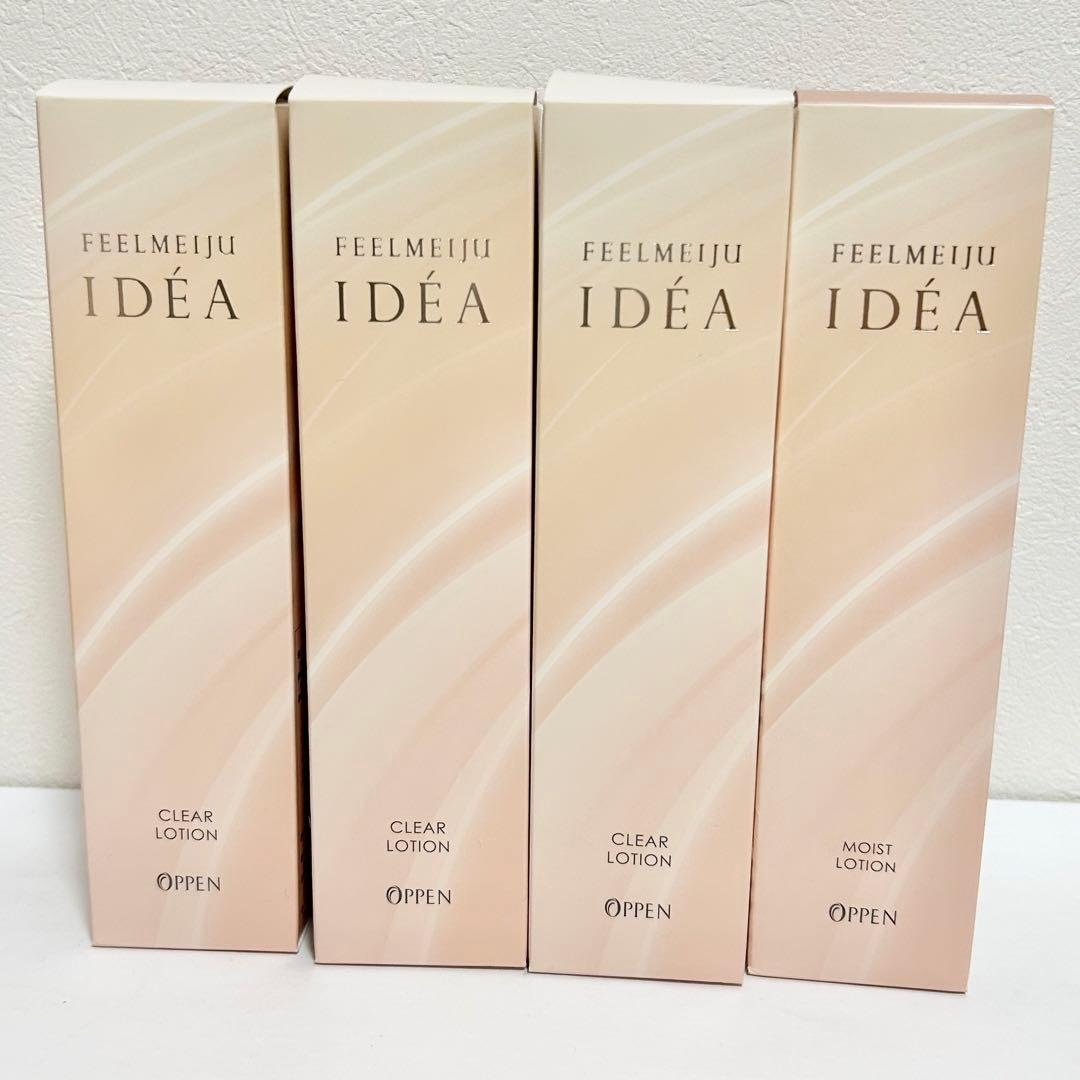 FEELMEIJU
IDÉA
CLEAR
LOTION
OPPEN
FEELMEIJU
IDÉA
CLEAR
LOTION
OPPEN
FEELMEIJU
IDÉA
CLEAR
LOTION
OPPEN
FEELMEIJU
IDÉA
MOIST
LOTION
OPPEN